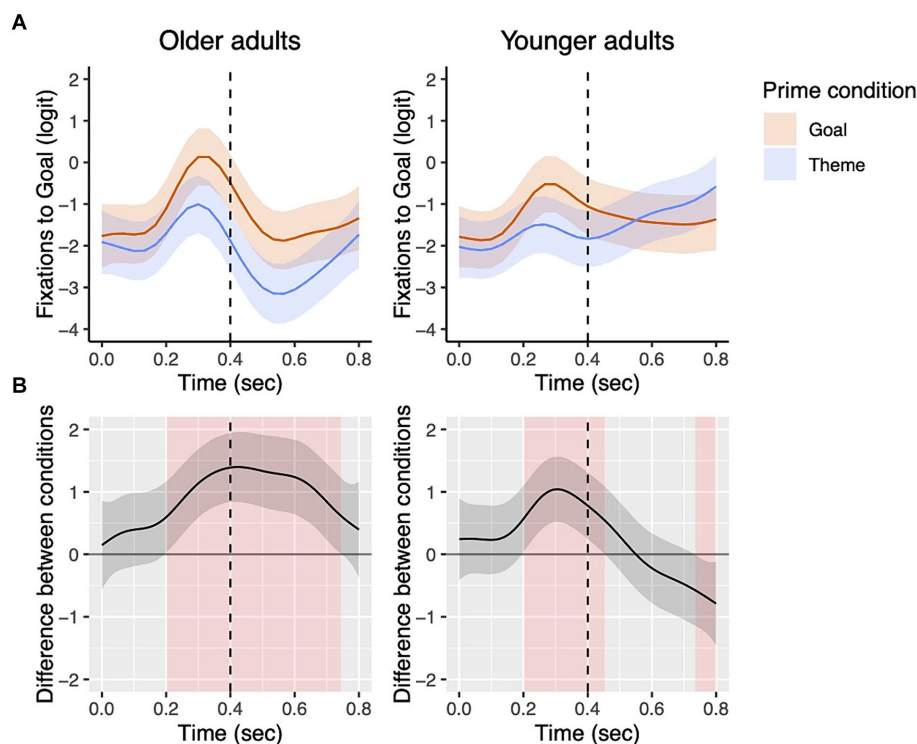 A
Older adults
Younger adults
Fixations to Goal (logit)
2
1
0
−1
−2
−3
−4
0.0 0.2 0.4 0.6 0.8
Time (sec)
Fixations to Goal (logit)
2
1
0
−1
−2
−3
−4
0.0 0.2 0.4 0.6 0.8
Time (sec)
Prime condition
Goal
Theme
B
Difference between conditions
2
1
0
−1
−2
0.0 0.2 0.4 0.6 0.8
Time (sec)
Difference between conditions
2
1
0
−1
−2
0.0 0.2 0.4 0.6 0.8
Time (sec)